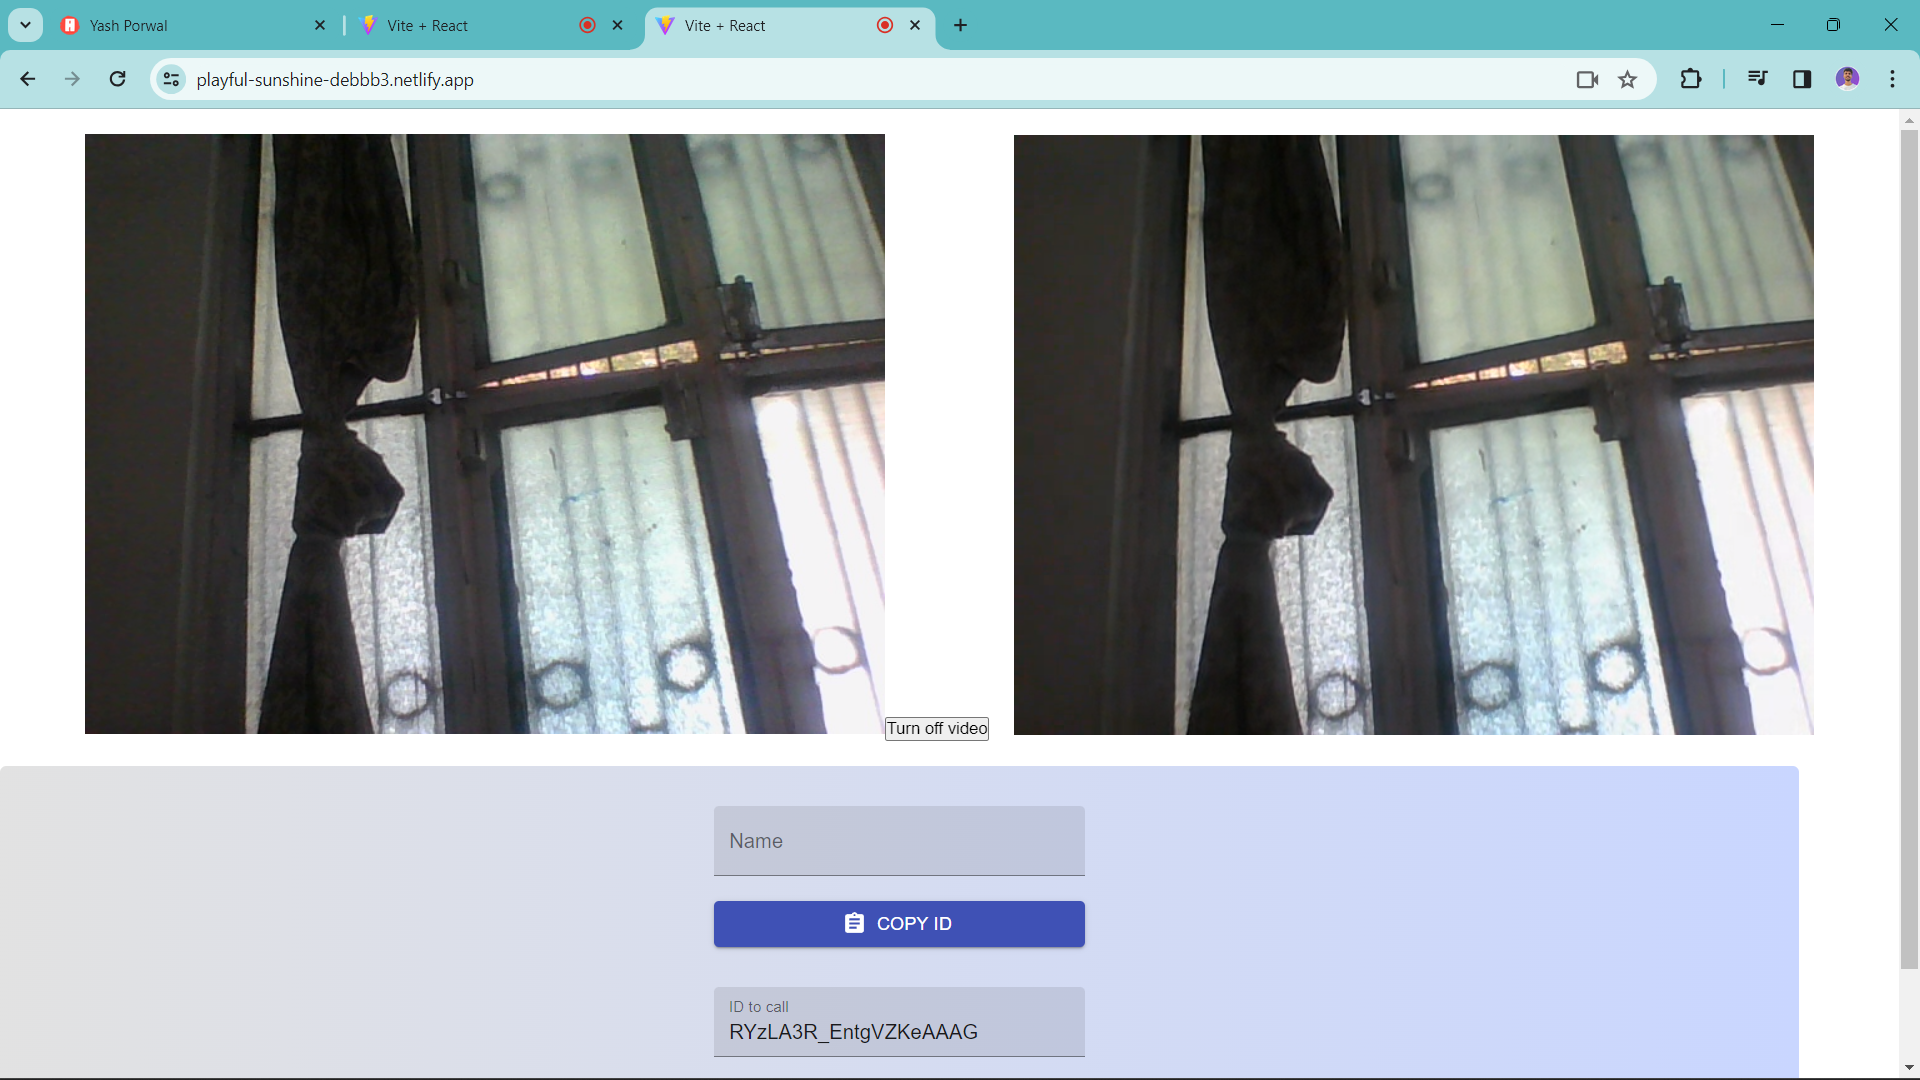 Yash Porwal
Vite + React
Vite + React
playful-sunshine-debbb3.netlify.app
Turn off video
Name
COPY ID
ID to call
RYzLA3R_EntgVZKeAAAG